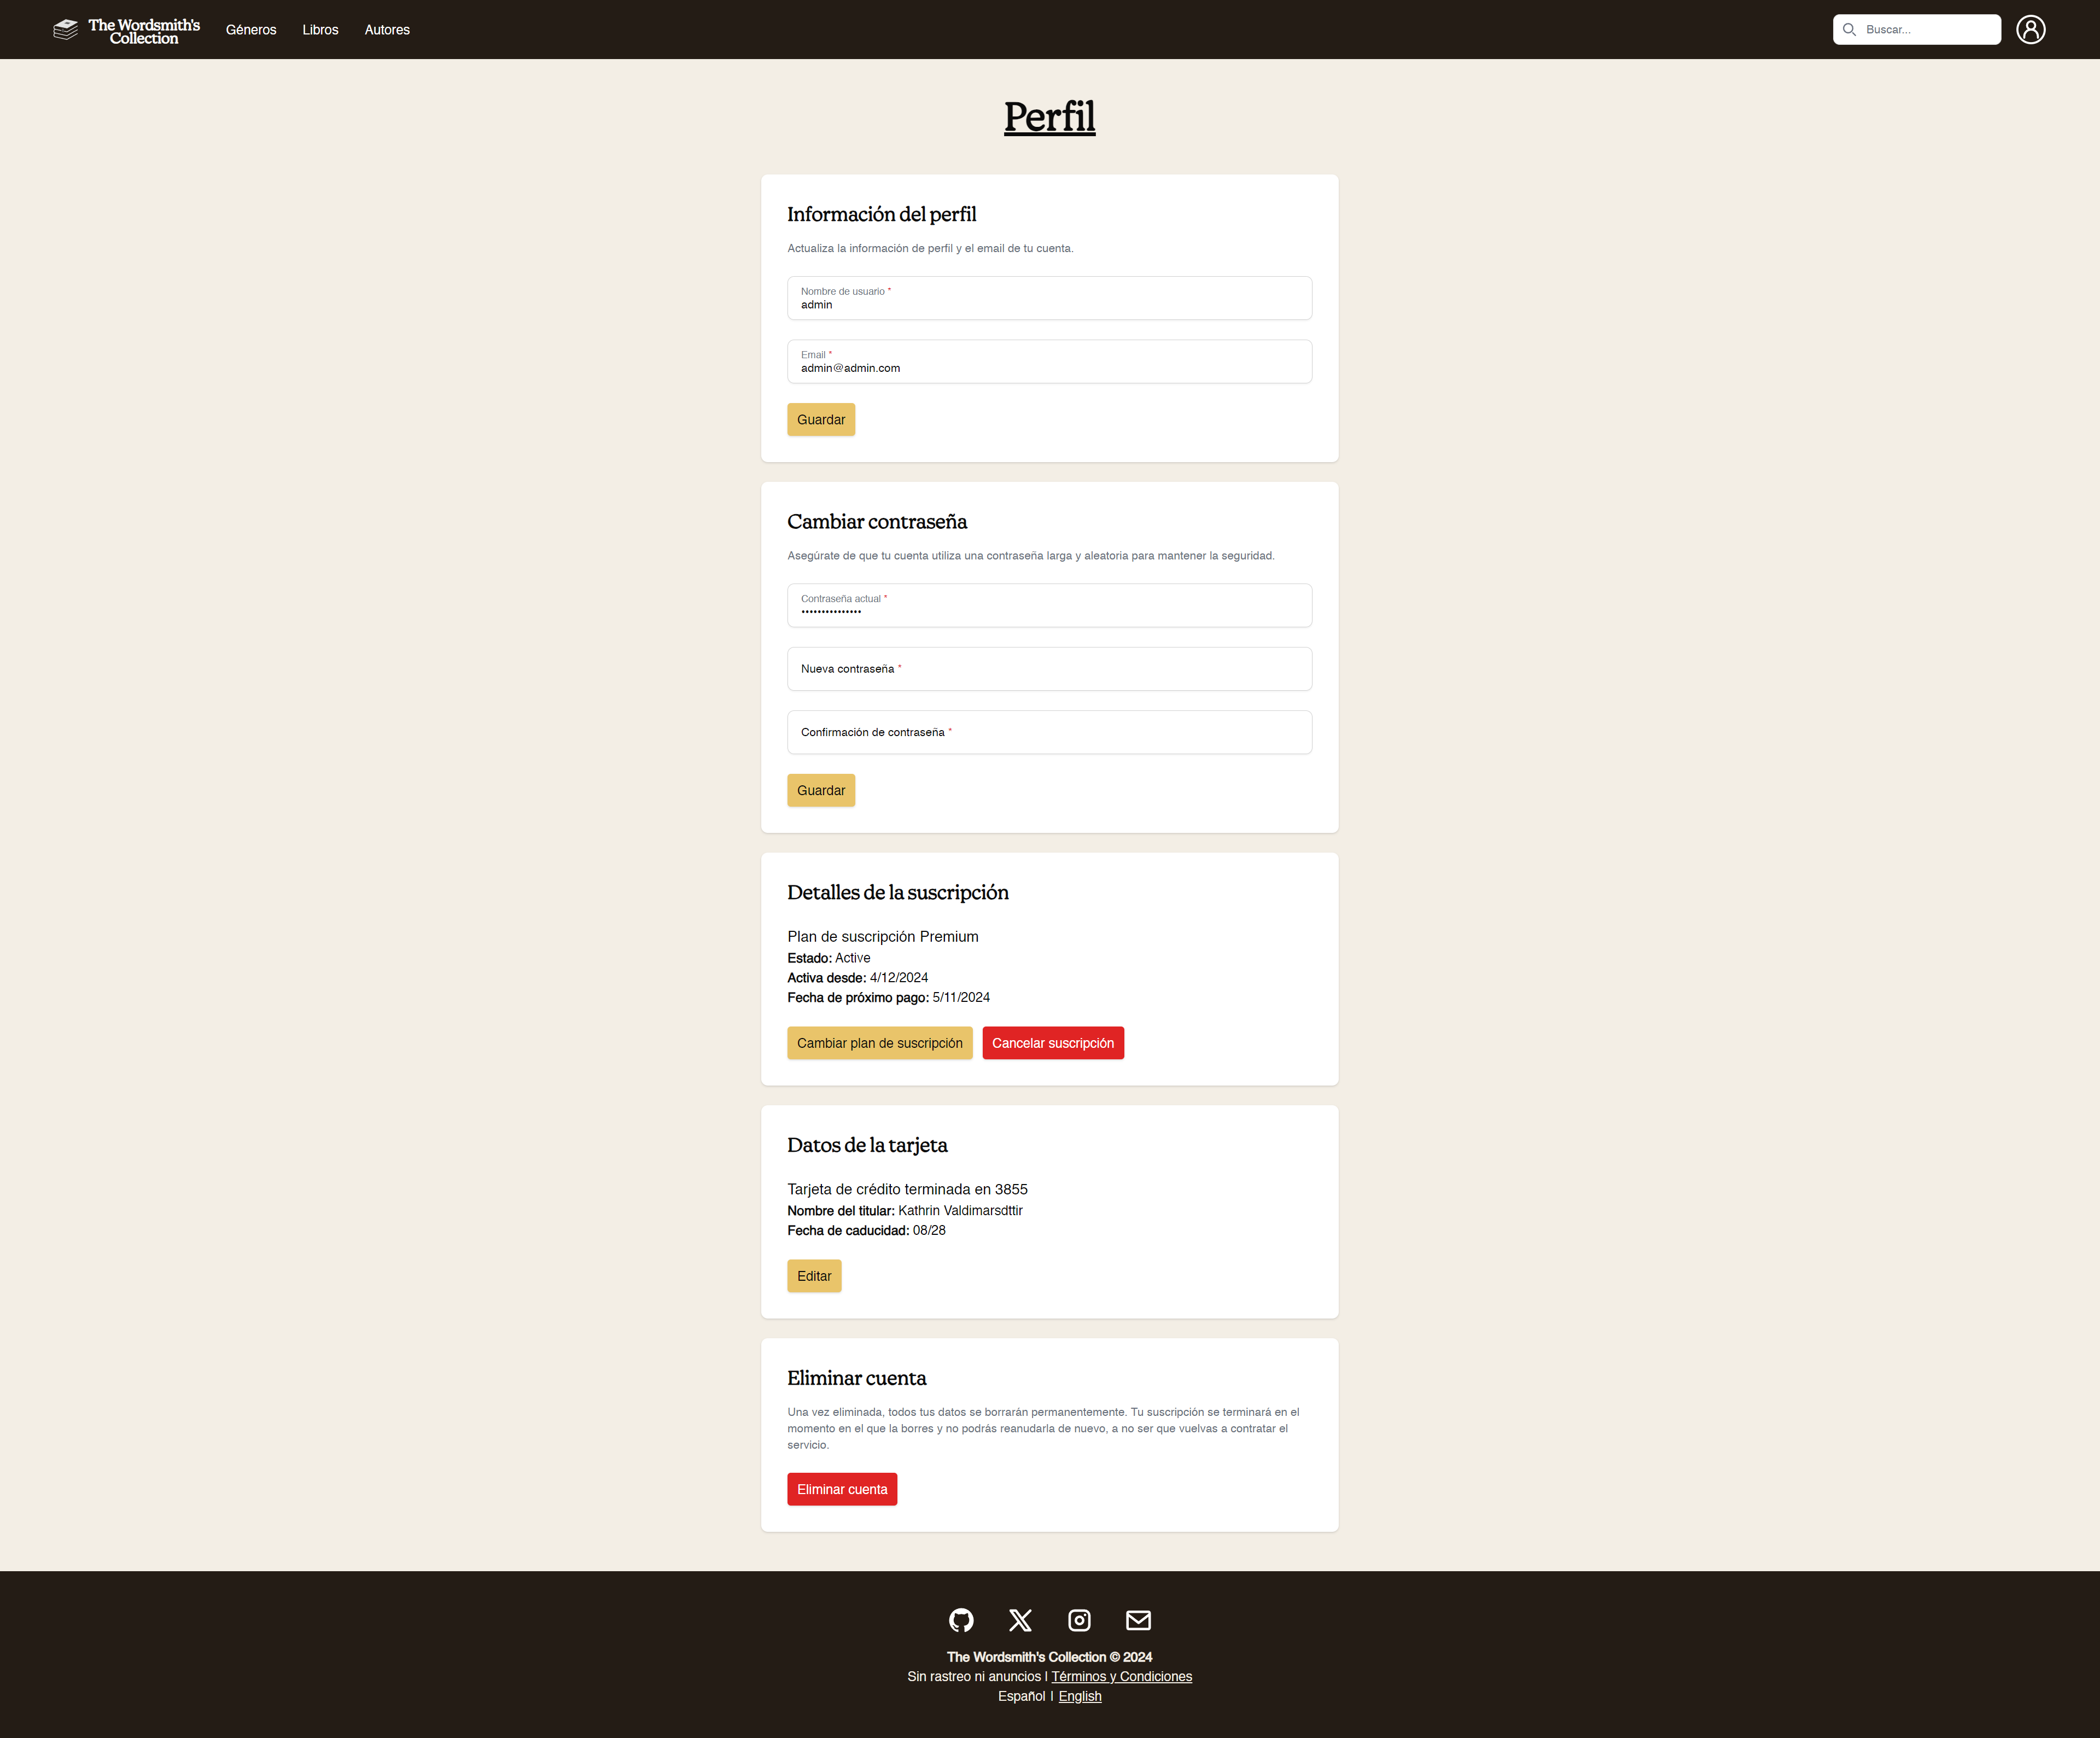 The Wordsmith's
Collection
Géneros
Libros
Autores
Buscar...
Perfil
Información del perfil
Actualiza la información de perfil y el email de tu cuenta.
Nombre de usuario *
admin
Email *
admin@admin.com
Guardar
Cambiar contraseña
Asegúrate de que tu cuenta utiliza una contraseña larga y aleatoria para mantener la seguridad.
Contraseña actual *
•••••••••••••••
Nueva contraseña *
Confirmación de contraseña *
Guardar
Detalles de la suscripción
Plan de suscripción Premium
Estado: Active
Activa desde: 4/12/2024
Fecha de próximo pago: 5/11/2024
Cambiar plan de suscripción
Cancelar suscripción
Datos de la tarjeta
Tarjeta de crédito terminada en 3855
Nombre del titular: Kathrin Valdimarsdttir
Fecha de caducidad: 08/28
Editar
Eliminar cuenta
Una vez eliminada, todos tus datos se borrarán permanentemente. Tu suscripción se terminará en el
momento en el que la borres y no podrás reanudarla de nuevo, a no ser que vuelvas a contratar el
servicio.
Eliminar cuenta
The Wordsmith's Collection © 2024
Sin rastreo ni anuncios | Términos y Condiciones
Español | English